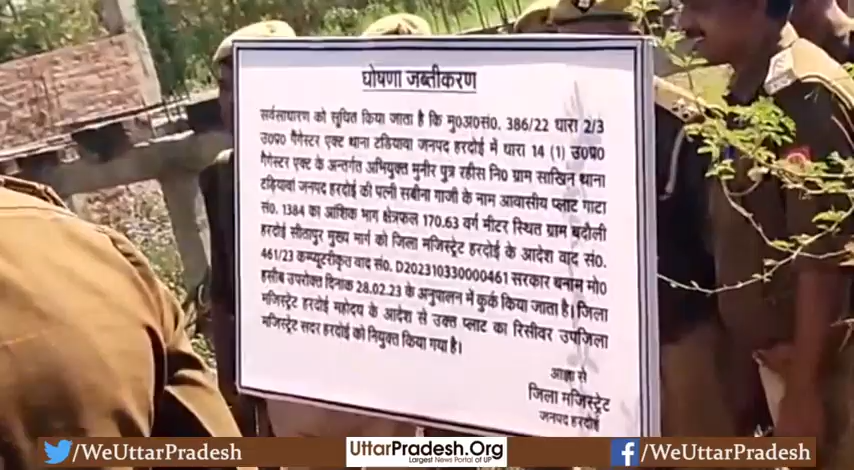 घोषणा जब्तीकरण
सर्वसाधारण को सूचित किया जाता है कि मु0अ0सं0. 386/22 धारा 2/3
उ0प्र0 गैगेस्टर एक्ट थाना टडियावा जनपद हरदोई में धारा 14 (1) उ0प्र0
गैगेस्टर एक्ट के अन्तर्गत अभियुक्त मुनीर पुत्र रहीस नि0 ग्राम साखिन थाना
टड़ियावा जनपद हरदोई की पत्नी सबीना गाजी के नाम आवासीय प्लाट गाटा
सं0. 1384 का आंशिक भाग क्षेत्रफल 170.63 वर्ग मीटर स्थित ग्राम बदौली
हरदोई सीतापुर मुख्य मार्ग को जिला मजिस्ट्रेट हरदोई के आदेश वाद सं0.
461/23 कम्प्यूटरीकृत वाद सं0. D202310330000461 सरकार बनाम मो0
हसीब उपरोक्त दिनाक 28.02.23 के अनुपालन में कुर्क किया जाता है। जिला
मजिस्ट्रेट हरदोई महोदय के आदेश से उक्त प्लाट का रिसीवर उपजिला
मजिस्ट्रेट सदर हरदोई को नियुक्त किया गया है।
आज्ञा से
जिला मजिस्ट्रेट
जनपद हरदोई
/WeUttarPradesh
UttarPradesh.Org
Largest News Portal of UP
/WeUttarPradesh